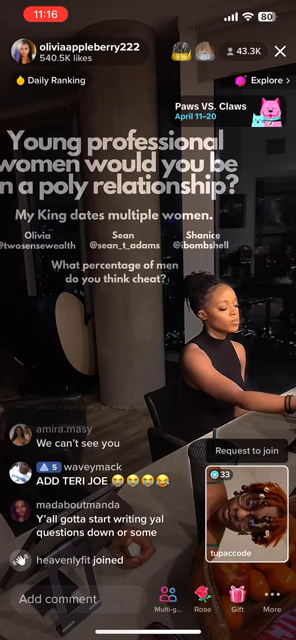 11:16
80
oliviaappleberry222
540.5K likes
43.3K
Daily Ranking
Explore >
Paws VS. Claws
April 11-20
Young professional
women would you be
n a poly relationship?
My King dates multiple women.
Olivia Sean Shanice
@twosensewealth @sean_t_adams @ibombshell
What percentage of men
do you think cheat?
amira.masy
We can't see you
5 waveymack
ADD TERI JOE 😭😭😭😂
Request to join
33
madaboutmanda
Y'all gotta start writing yal
questions down or some
tupaccode
heavenlyfit joined
Add comment
Multi-g...
Rose
Gift
More